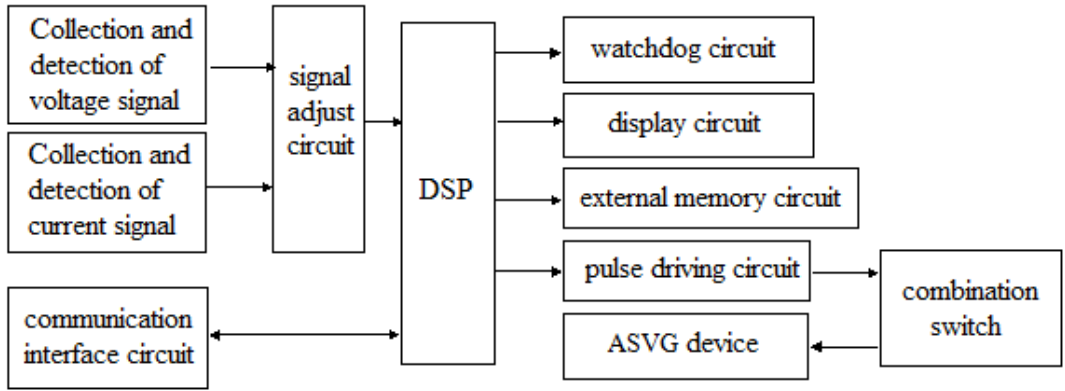 Collection and
detection of
voltage signal
Collection and
detection of
current signal
communication
interface circuit
signal
adjust
circuit
DSP
watchdog circuit
display circuit
external memory circuit
pulse driving circuit
ASVG device
combination
switch